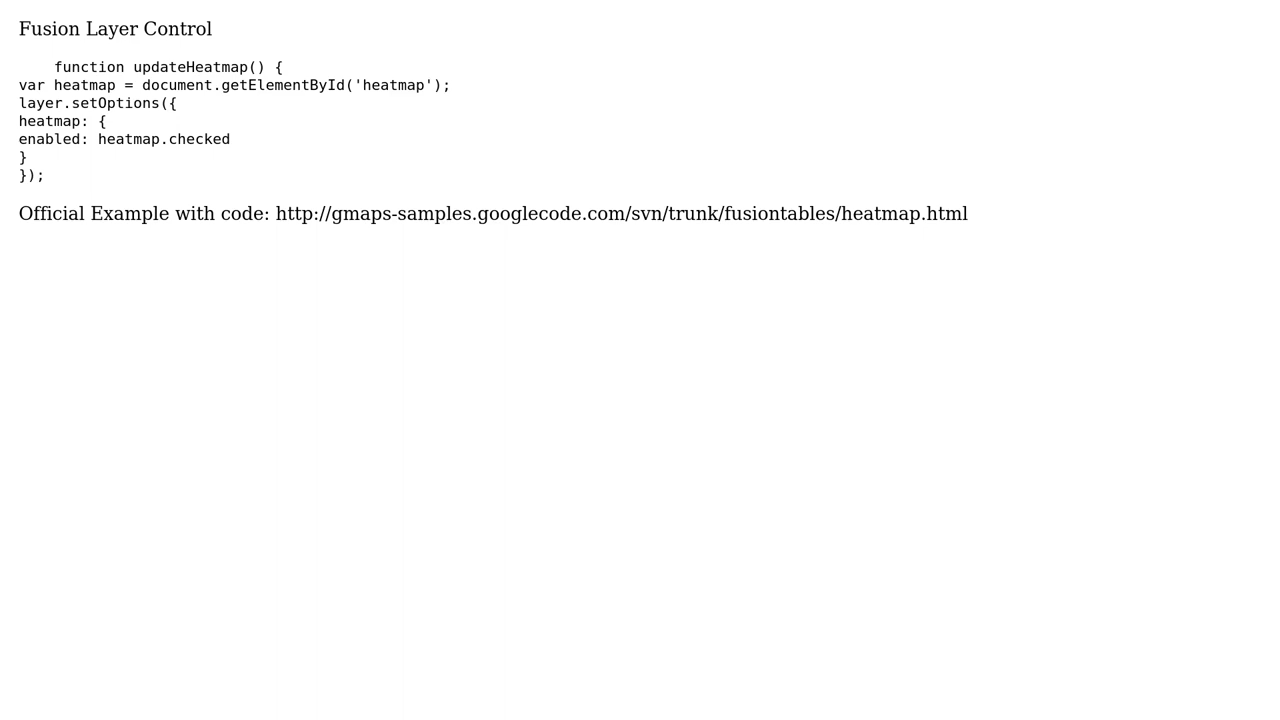 Fusion Layer Control
    function updateHeatmap() {
var heatmap = document.getElementById('heatmap');
layer.setOptions({
heatmap: {
enabled: heatmap.checked
}
});
Official Example with code: http://gmaps-samples.googlecode.com/svn/trunk/fusiontables/heatmap.html